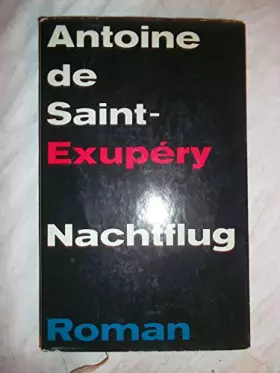 Antoine
de
Saint-
Exupéry
Nachtflug
Roman